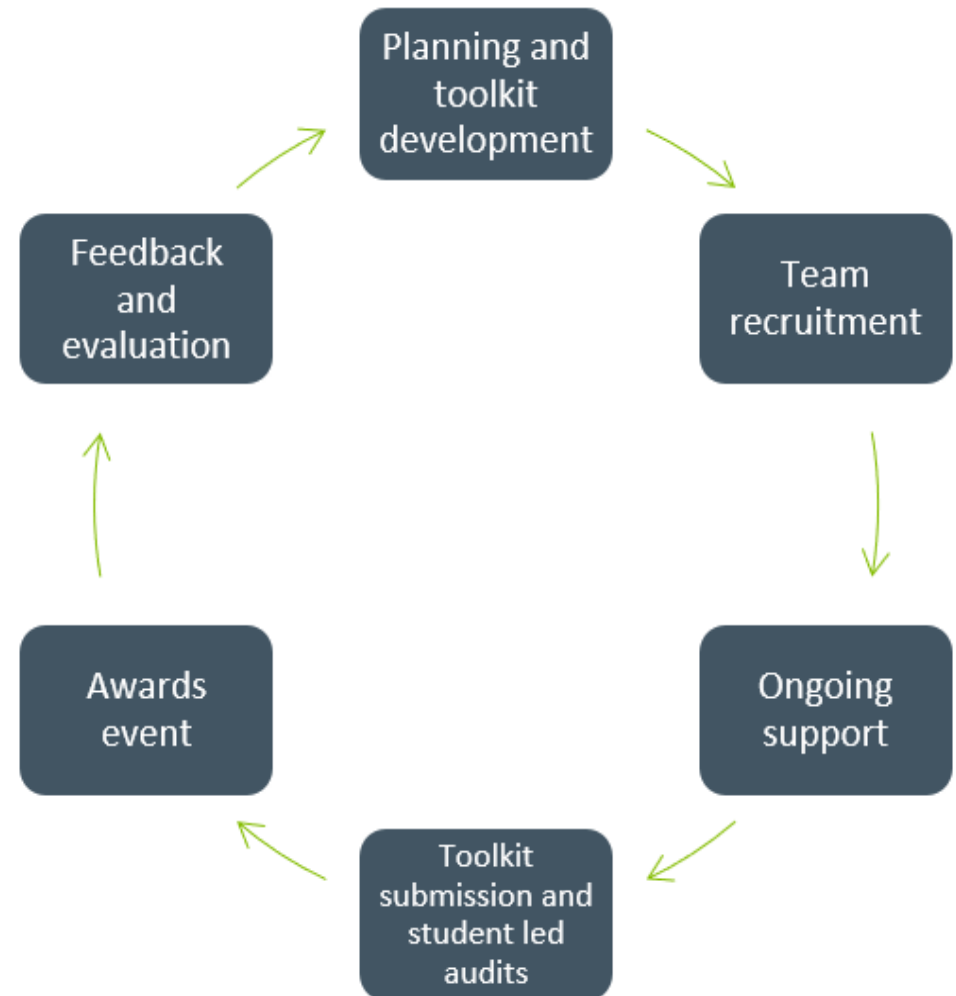 Planning and
toolkit
development
Team
recruitment
Ongoing
support
Toolkit
submission and
student led
audits
Awards
event
Feedback
and
evaluation